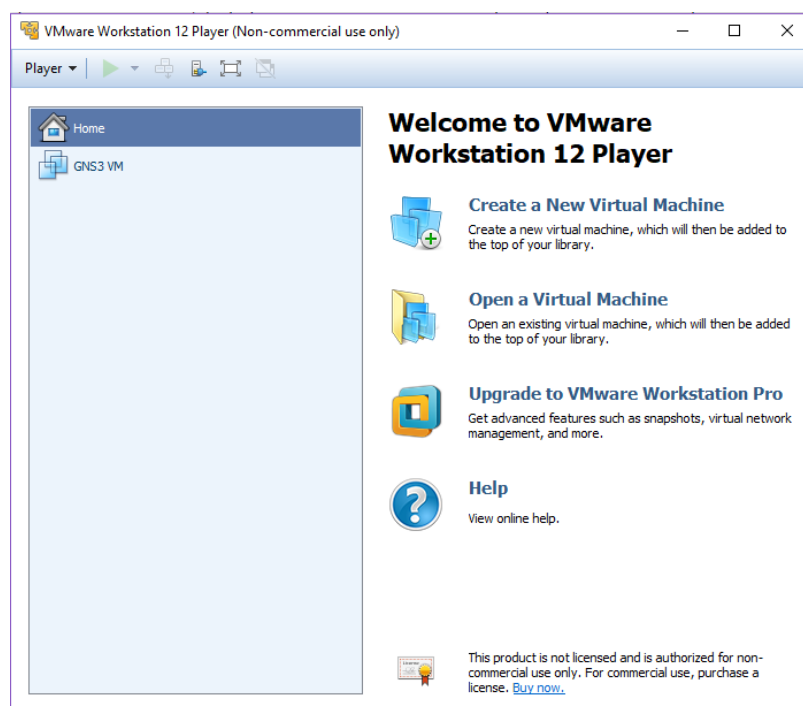 VMware Workstation 12 Player (Non-commercial use only)
Player
Home
GNS3 VM
Welcome to VMware
Workstation 12 Player
Create a New Virtual Machine
Create a new virtual machine, which will then be added to
the top of your library.
Open a Virtual Machine
Open an existing virtual machine, which will then be added
to the top of your library.
Upgrade to VMware Workstation Pro
Get advanced features such as snapshots, virtual network
management, and more.
Help
View online help.
This product is not licensed and is authorized for non-
commercial use only. For commercial use, purchase a
license. Buy now.